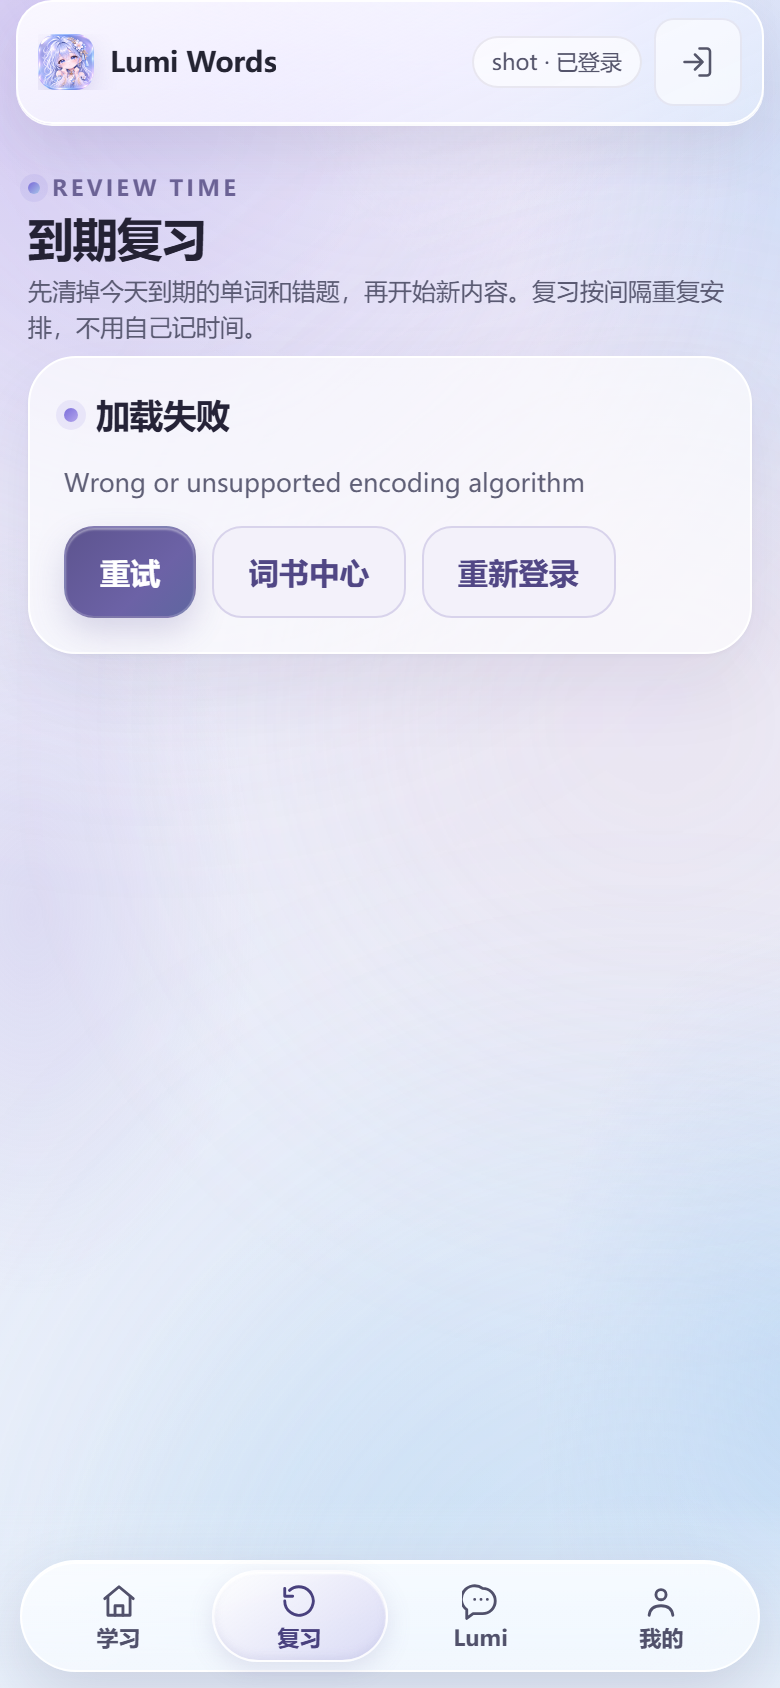 Lumi Words
shot · 已登录
REVIEW TIME
到期复习
先清掉今天到期的单词和错题，再开始新内容。复习按间隔重复安
排，不用自己记时间。
加载失败
Wrong or unsupported encoding algorithm
重试
词书中心
重新登录
学习
复习
Lumi
我的